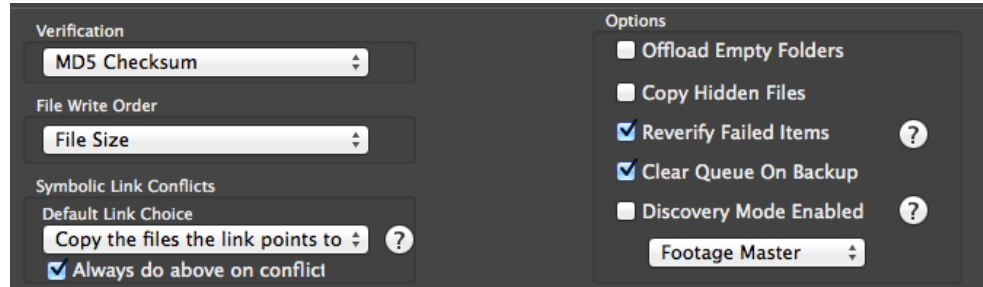 Verification
MD5 Checksum
File Write Order
File Size
Symbolic Link Conflicts
Default Link Choice
Copy the files the link points to
?
Always do above on conflict
Options
Offload Empty Folders
Copy Hidden Files
Reverify Failed Items
?
Clear Queue On Backup
Discovery Mode Enabled
?
Footage Master